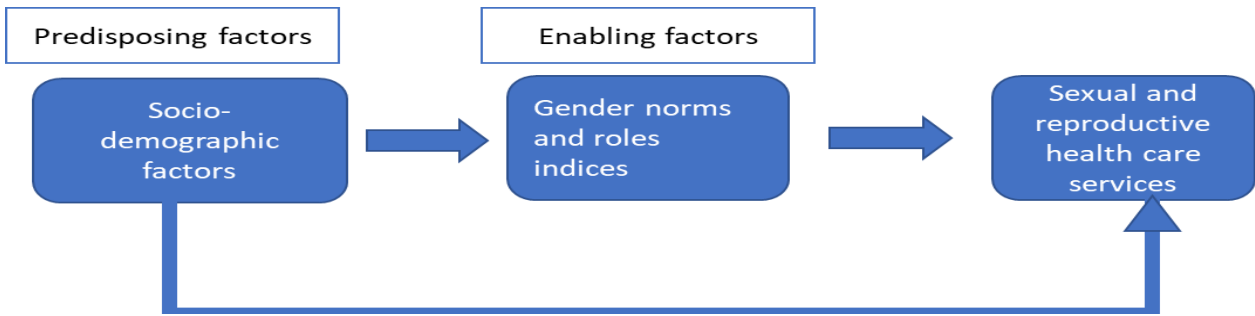 Predisposing factors
Enabling factors
Socio-
demographic
factors
Gender norms
and roles
indices
Sexual and
reproductive
health care
services